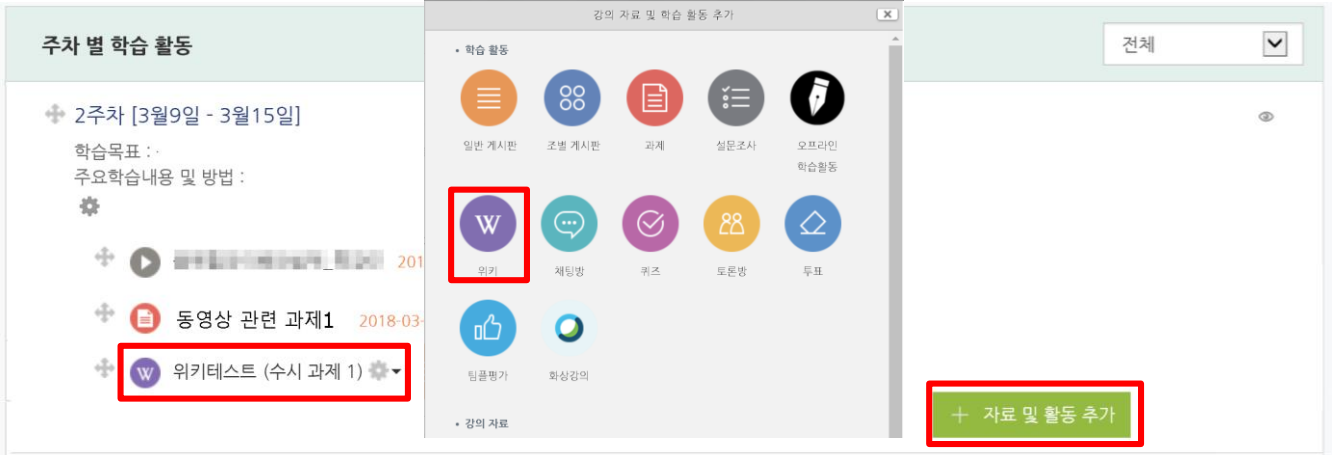 주차 별 학습 활동
전체
2주차 [3월9일 - 3월15일]
학습목표 : ·
주요학습내용 및 방법 :
201
동영상 관련 과제1 2018-03-
위키테스트 (수시 과제 1)
강의 자료 및 학습 활동 추가
• 학습 활동
일반 게시판 조별 게시판 과제 설문조사 오프라인
학습활동
W
위키 채팅방 퀴즈 토론방 투표
팀플평가 화상강의
• 강의 자료
+ 자료 및 활동 추가